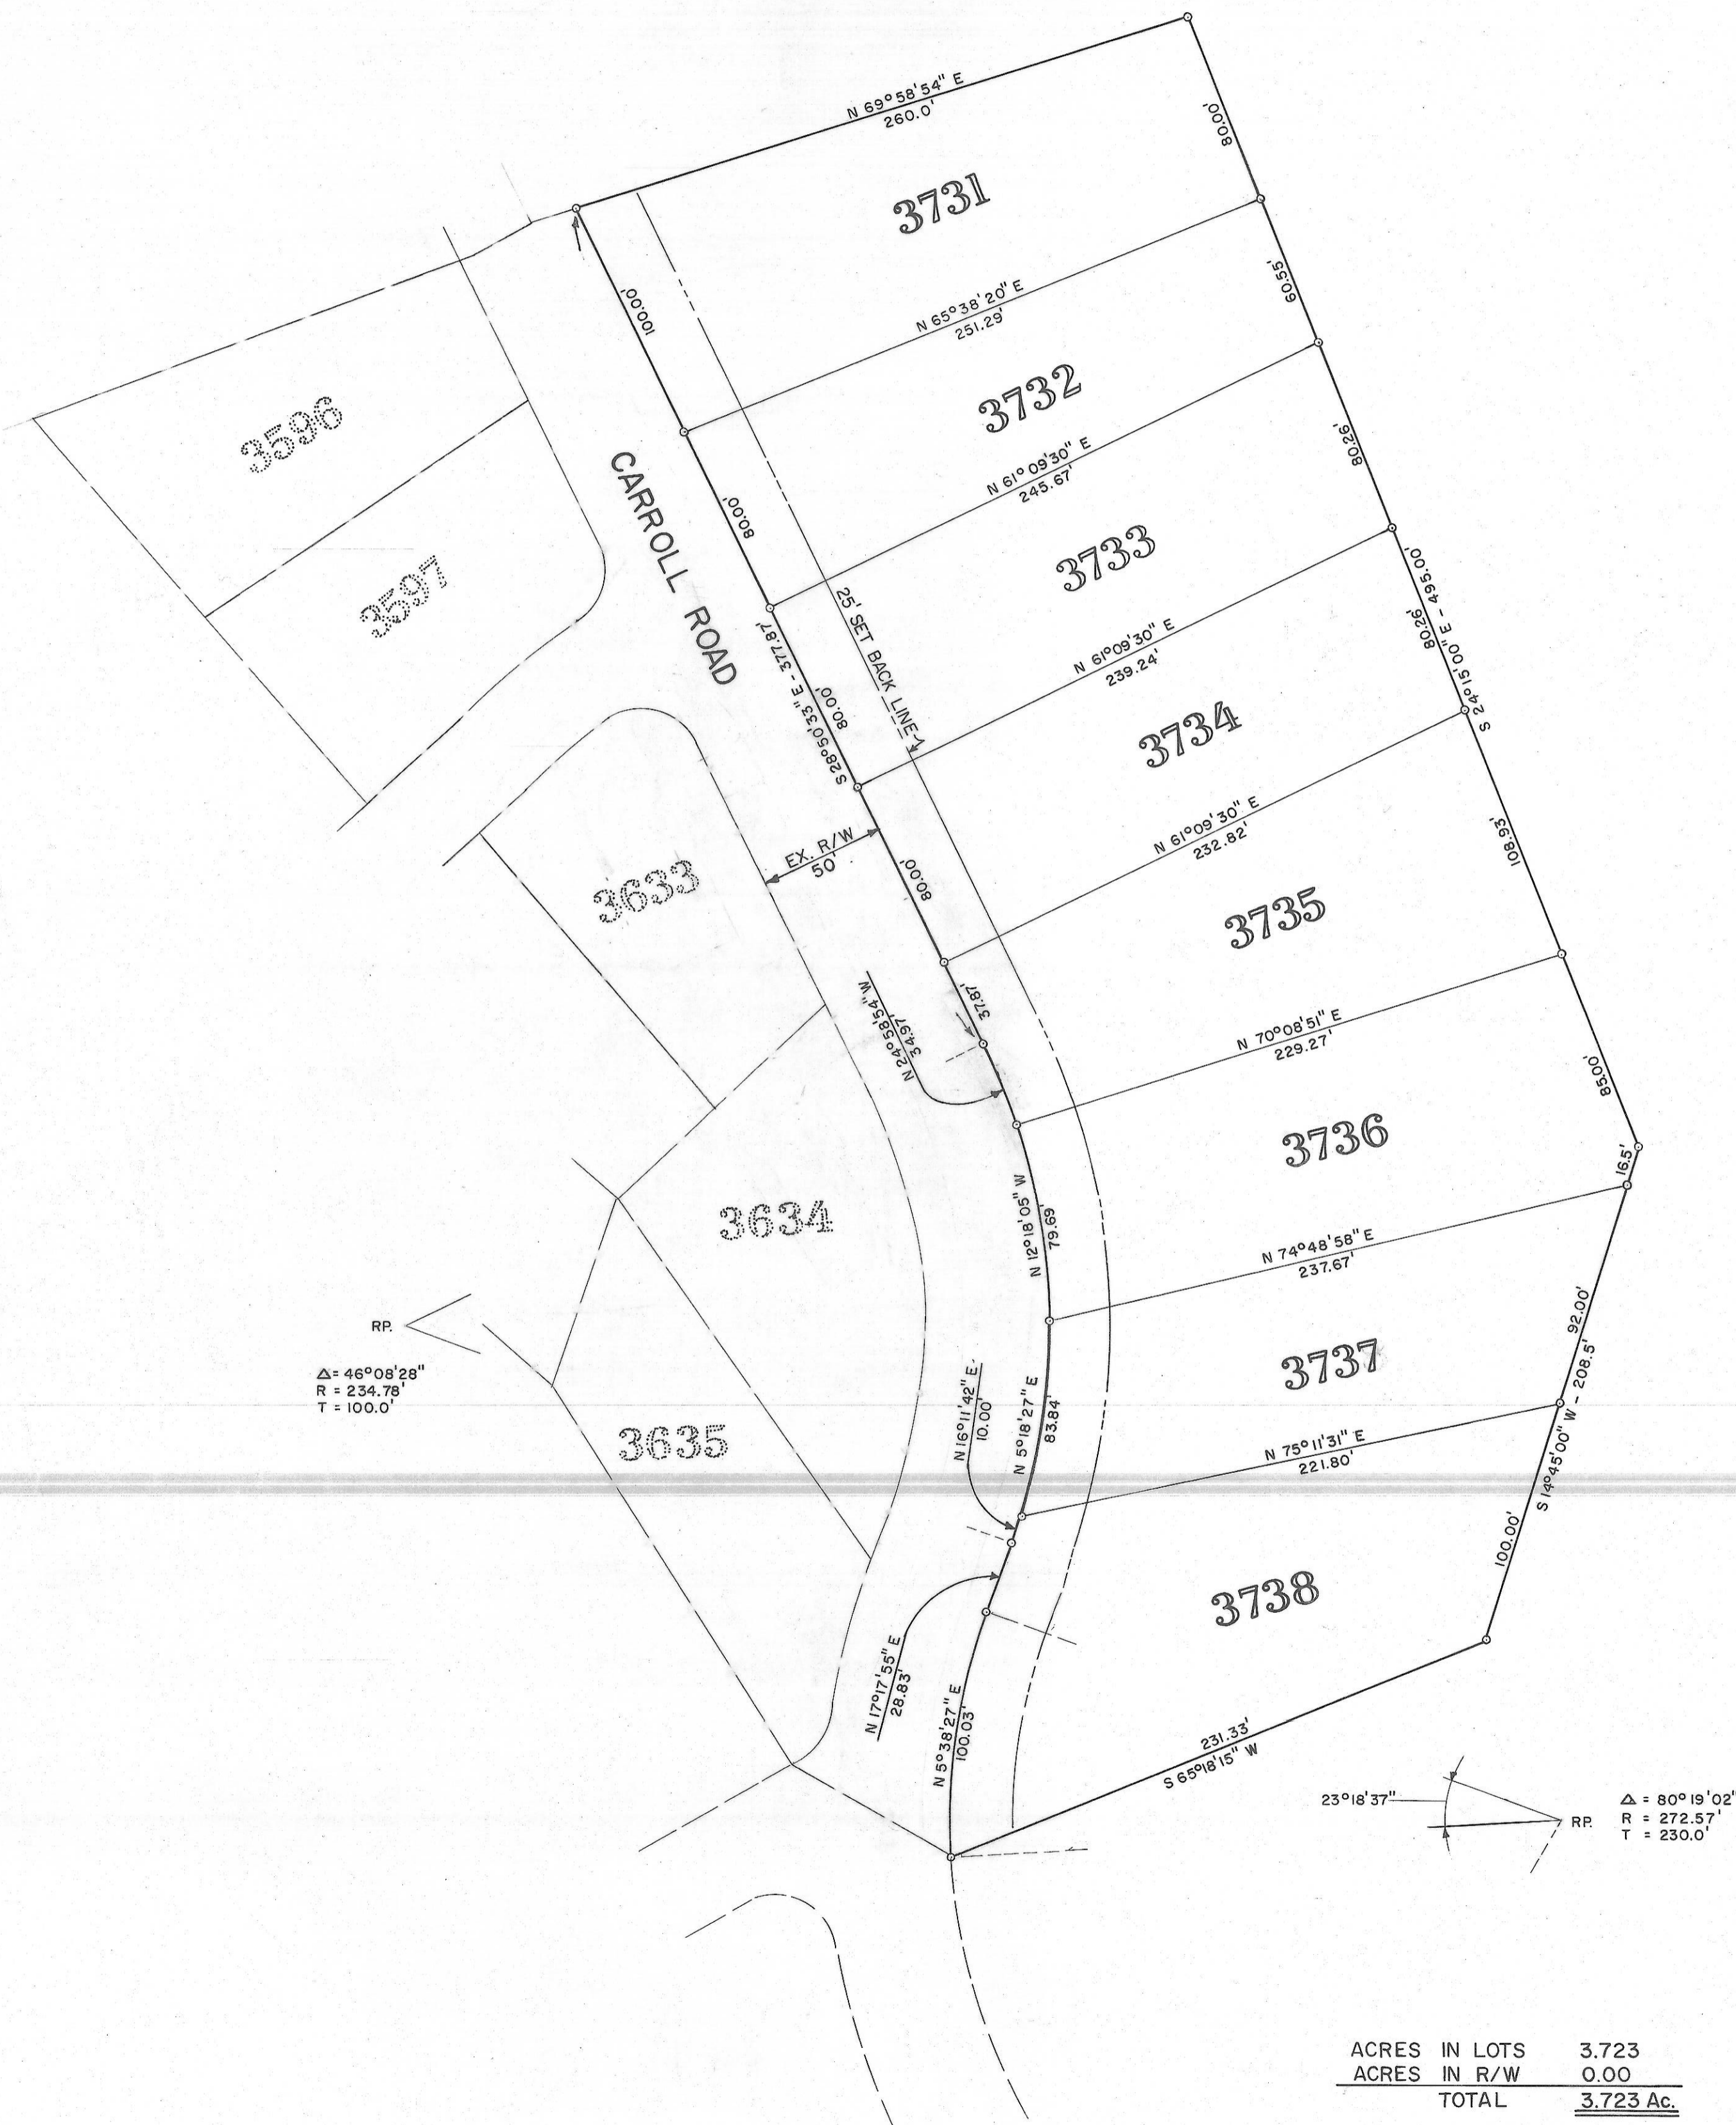 N 69° 58' 54" E
260.0'
80.00'
3731
100.00'
N 65° 38' 20" E
251.29'
60.55'
3596
3732
80.26'
N 61° 09' 30" E
245.67'
CARROLL ROAD
80.00'
3597
3733
S 24° 15' 00" E - 495.00'
80.26'
25' SET BACK LINE
S 28° 50' 33" E - 377.87'
80.00'
N 61° 09' 30" E
239.24'
3734
EX. R/W
50'
80.00'
N 61° 09' 30" E
232.82'
108.93'
3633
3735
37.87'
N 24° 58' 54" W
34.97'
N 70° 08' 51" E
229.27'
85.00'
3736
16.5'
3634
N 12° 18' 05" W
79.69'
N 74° 48' 58" E
237.67'
92.00'
RP.
Δ = 46° 08' 28"
R = 234.78'
T = 100.0'
3737
S 14° 45' 00" W - 208.5'
N 16° 11' 42" E
10.00'
N 5° 18' 27" E
83.84'
3635
N 75° 11' 31" E
221.80'
100.00'
3738
N 17° 17' 55" E
28.83'
N 5° 38' 27" E
100.03'
231.33'
S 65° 18' 15" W
23° 18' 37"
RP.
Δ = 80° 19' 02"
R = 272.57'
T = 230.0'
ACRES IN LOTS 3.723
ACRES IN R/W 0.00
TOTAL 3.723 Ac.